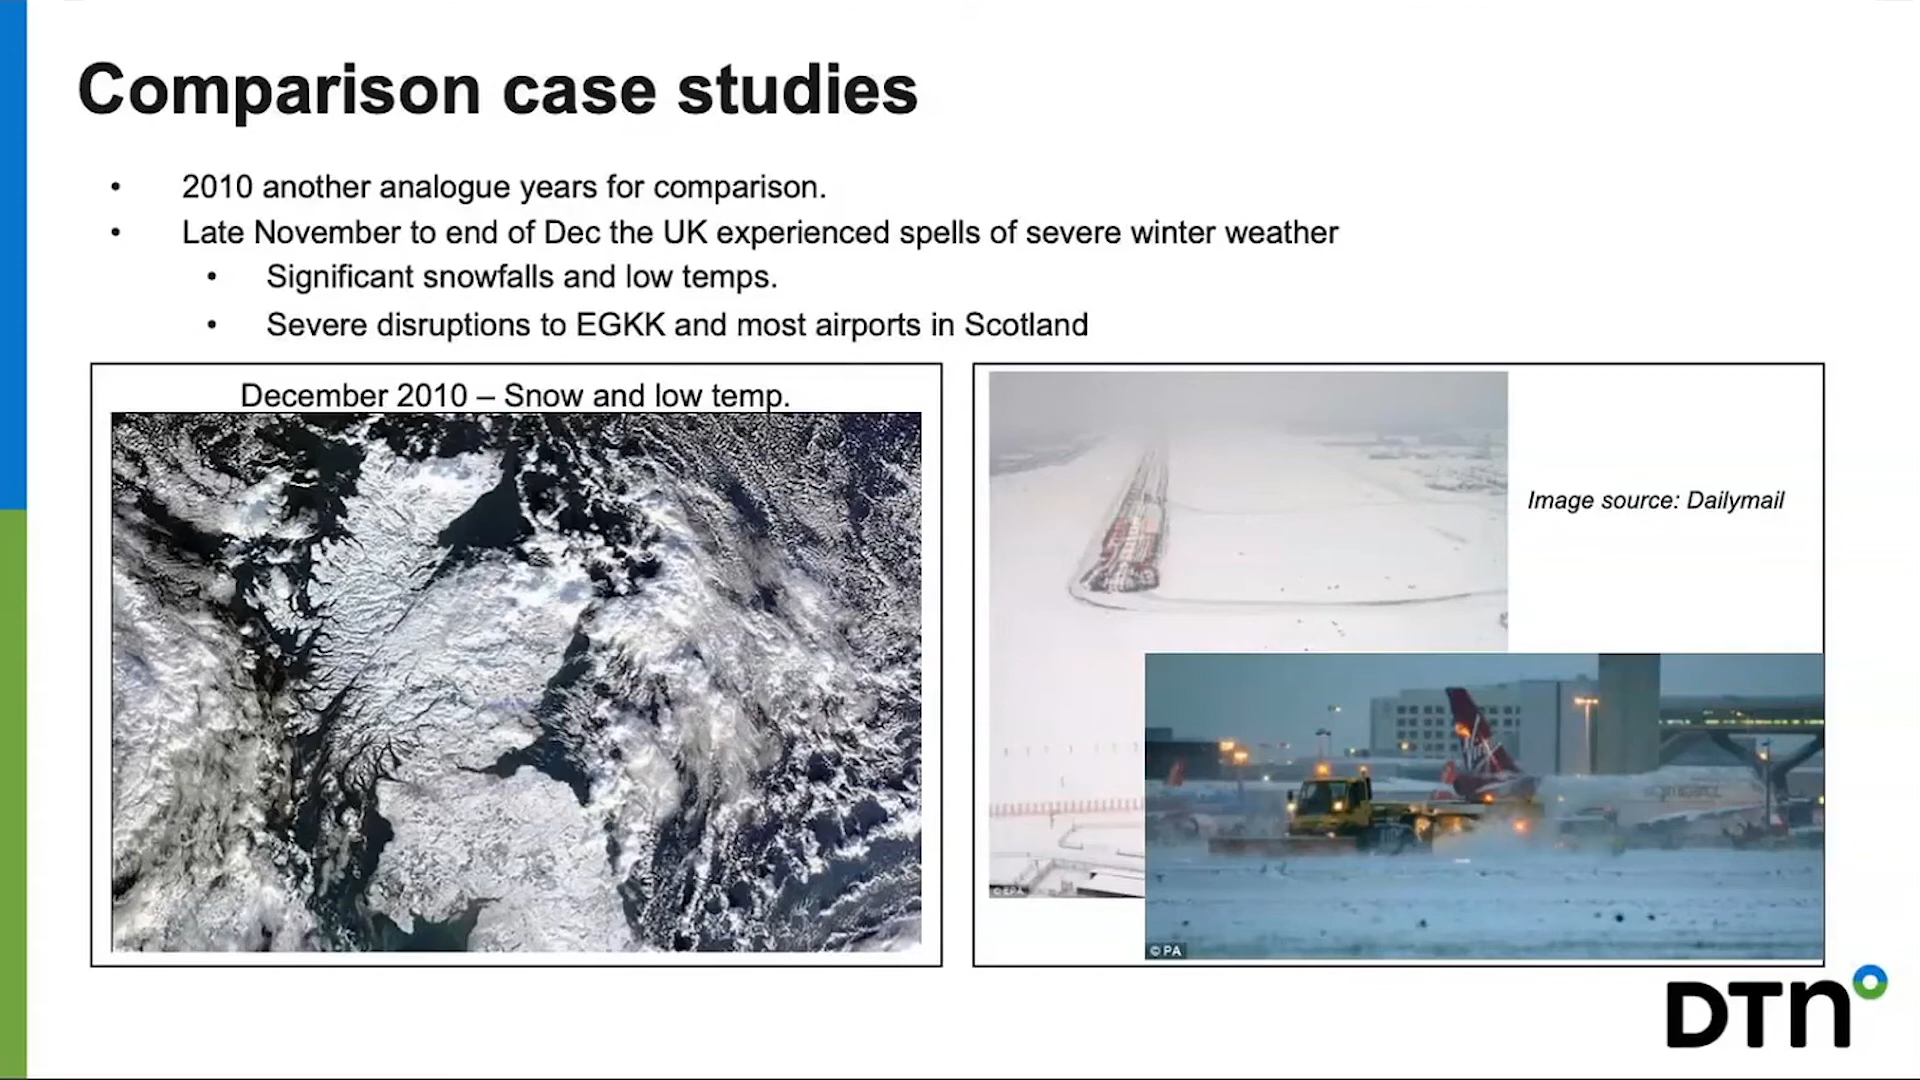 Comparison case studies
• 2010 another analogue years for comparison.
• Late November to end of Dec the UK experienced spells of severe winter weather
• Significant snowfalls and low temps.
• Severe disruptions to EGKK and most airports in Scotland
December 2010 – Snow and low temp.
Image source: Dailymail
© EPA
© PA
DTN